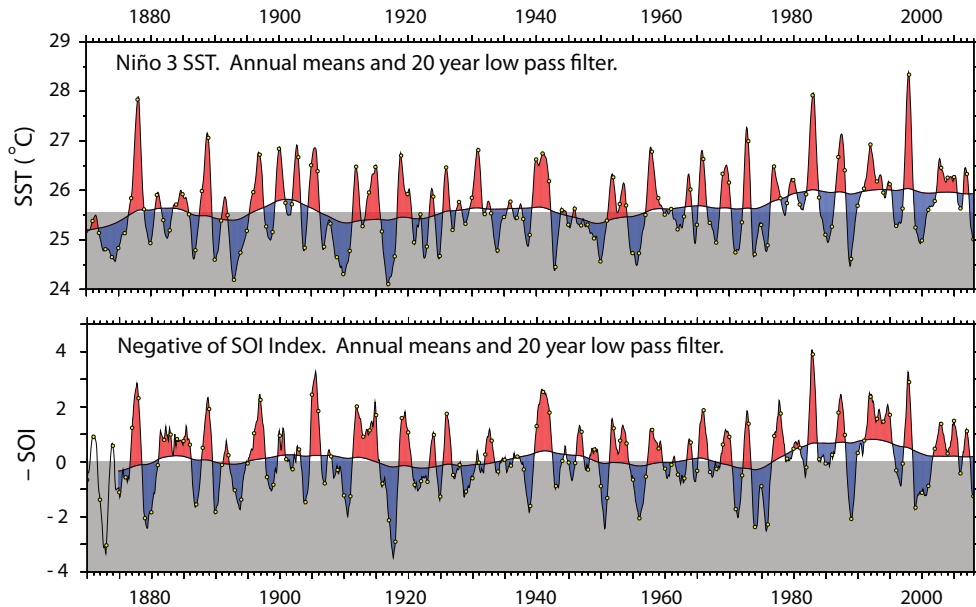 1880 1900 1920 1940 1960 1980 2000
Niño 3 SST. Annual means and 20 year low pass filter.
SST (°C)
29
28
27
26
25
24
Negative of SOI Index. Annual means and 20 year low pass filter.
– SOI
4
2
0
- 2
- 4
1880 1900 1920 1940 1960 1980 2000